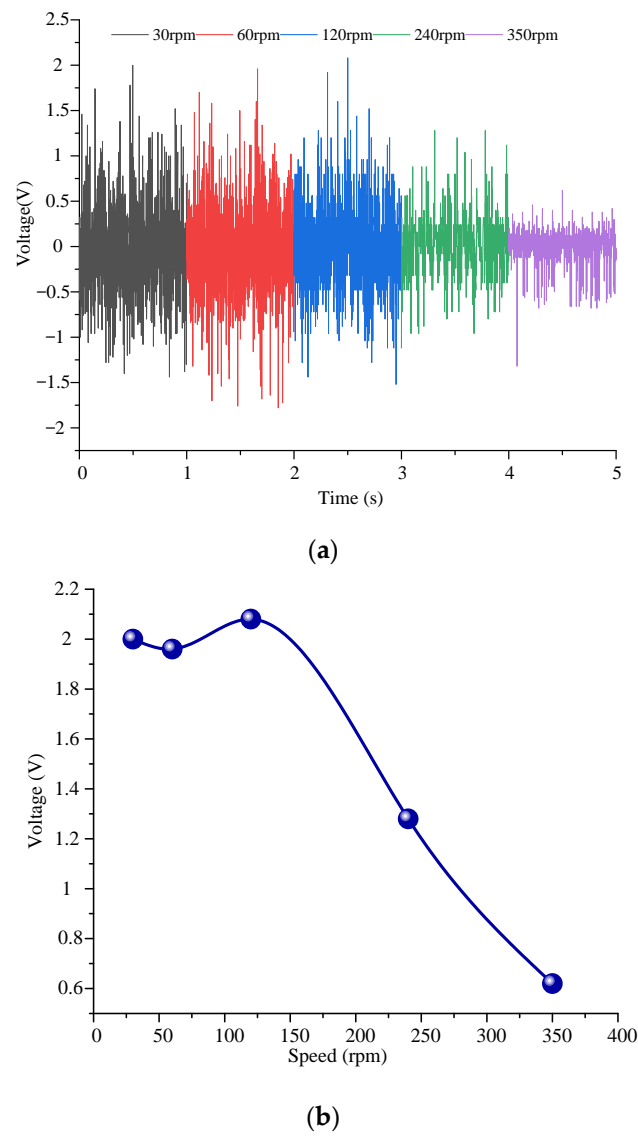 30rpm 60rpm 120rpm 240rpm 350rpm
2.5
2
1.5
1
0.5
0
−0.5
−1
−1.5
−2
Voltage(V)
0 1 2 3 4 5
Time (s)
(a)
2.2
2
1.8
1.6
1.4
1.2
1
0.8
0.6
Voltage (V)
0 50 100 150 200 250 300 350 400
Speed (rpm)
(b)